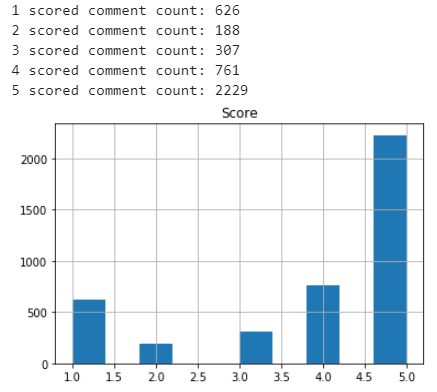 1 scored comment count: 626
2 scored comment count: 188
3 scored comment count: 307
4 scored comment count: 761
5 scored comment count: 2229
Score
2000
1500
1000
500
0
1.0 1.5 2.0 2.5 3.0 3.5 4.0 4.5 5.0